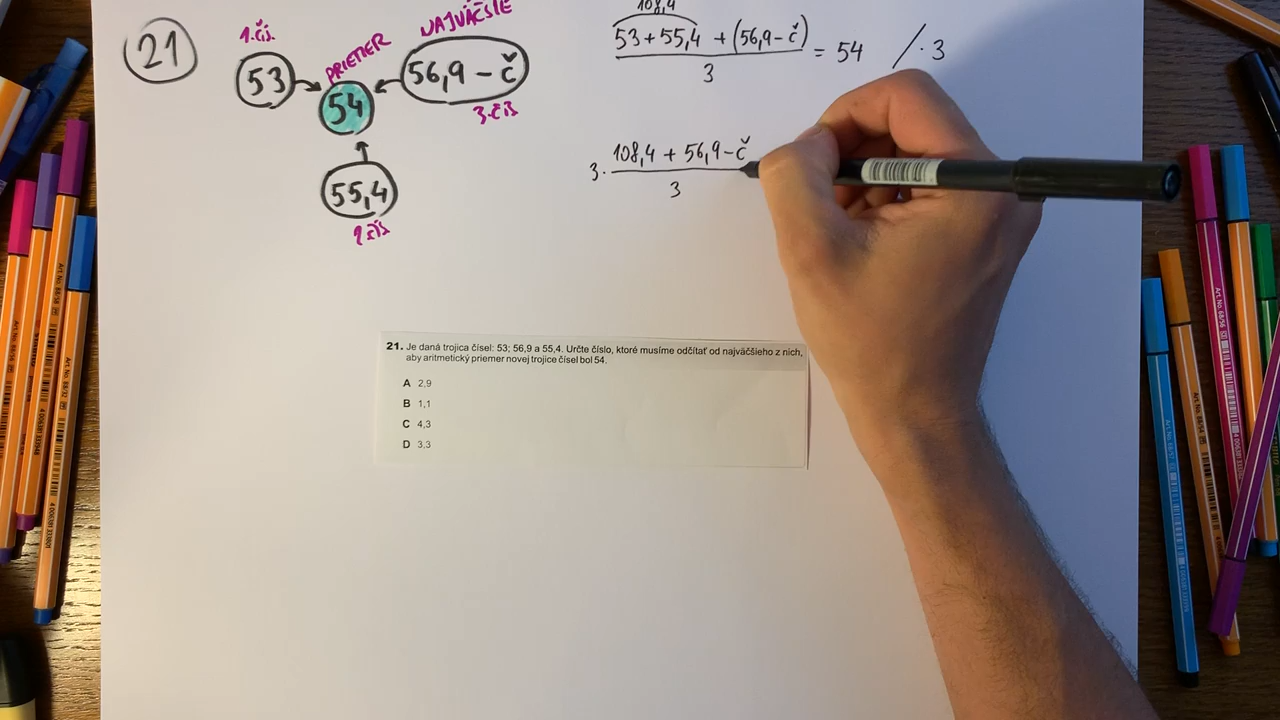 21
1.čís.
53
PRIEMER
54
NAJVÄČŠIE
56,9 - č
3.čís
55,4
2.čís
108,4
53 + 55,4 + (56,9 - č)
3
= 54 / · 3
3 ·
108,4 + 56,9 - č
3
21. Je daná trojica čísel: 53; 56,9 a 55,4. Určte číslo, ktoré musíme odčítať od najväčšieho z nich,
aby aritmetický priemer novej trojice čísel bol 54.
A 2,9
B 1,1
C 4,3
D 3,3